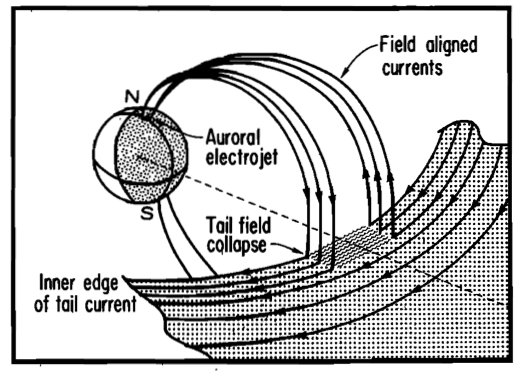 Field aligned
currents
N
Auroral
electrojet
S
Tail field
collapse
Inner edge
of tail current